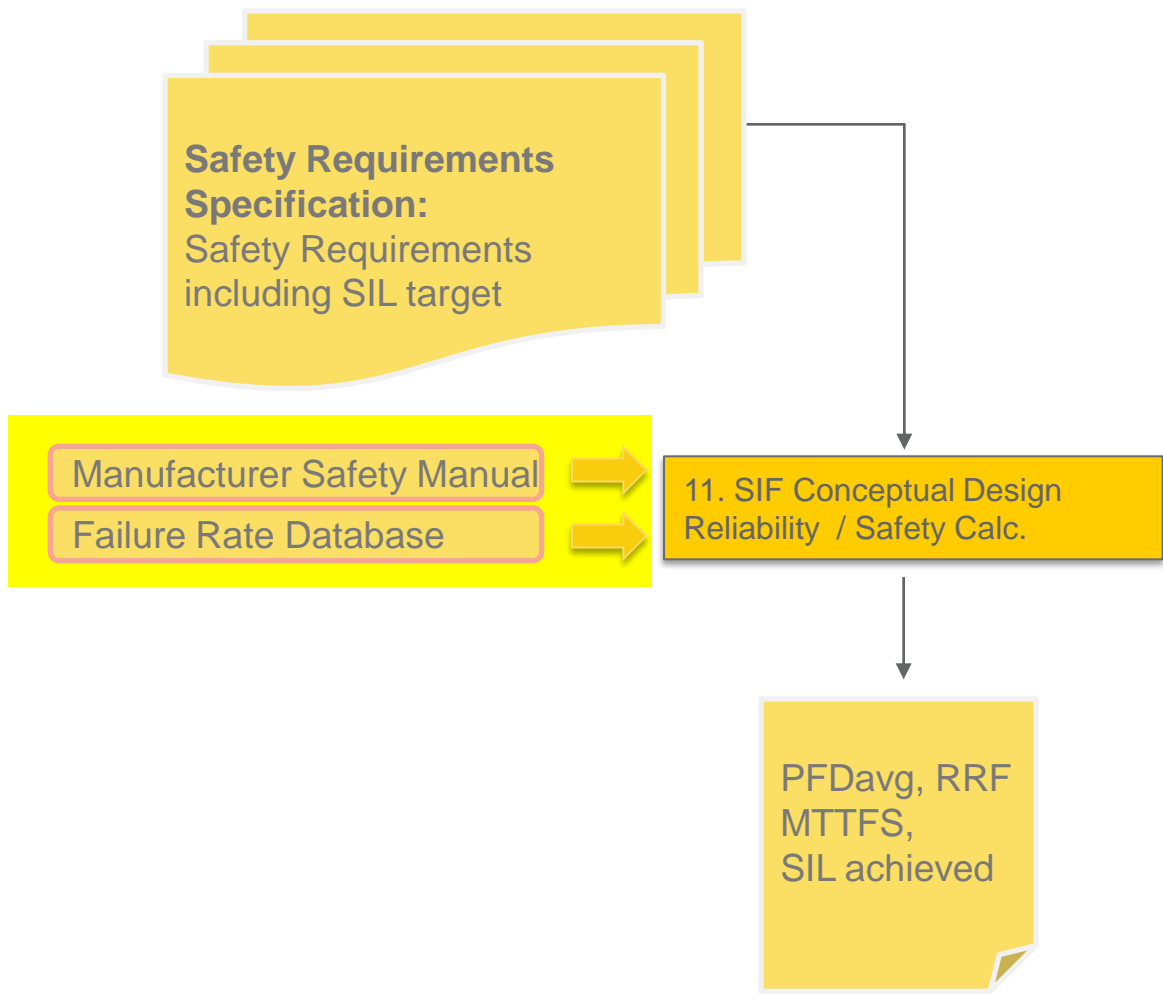 Safety Requirements
Specification:
Safety Requirements
including SIL target
Manufacturer Safety Manual
Failure Rate Database
11. SIF Conceptual Design
Reliability / Safety Calc.
PFDavg, RRF
MTTFS,
SIL achieved